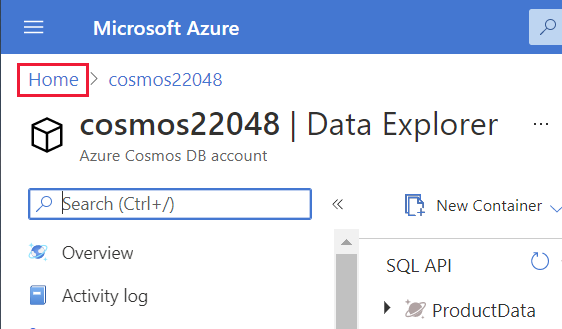 Microsoft Azure
Home > cosmos22048
cosmos22048 | Data Explorer ...
Azure Cosmos DB account
Search (Ctrl+/) «
New Container
Overview
SQL API
Activity log
ProductData